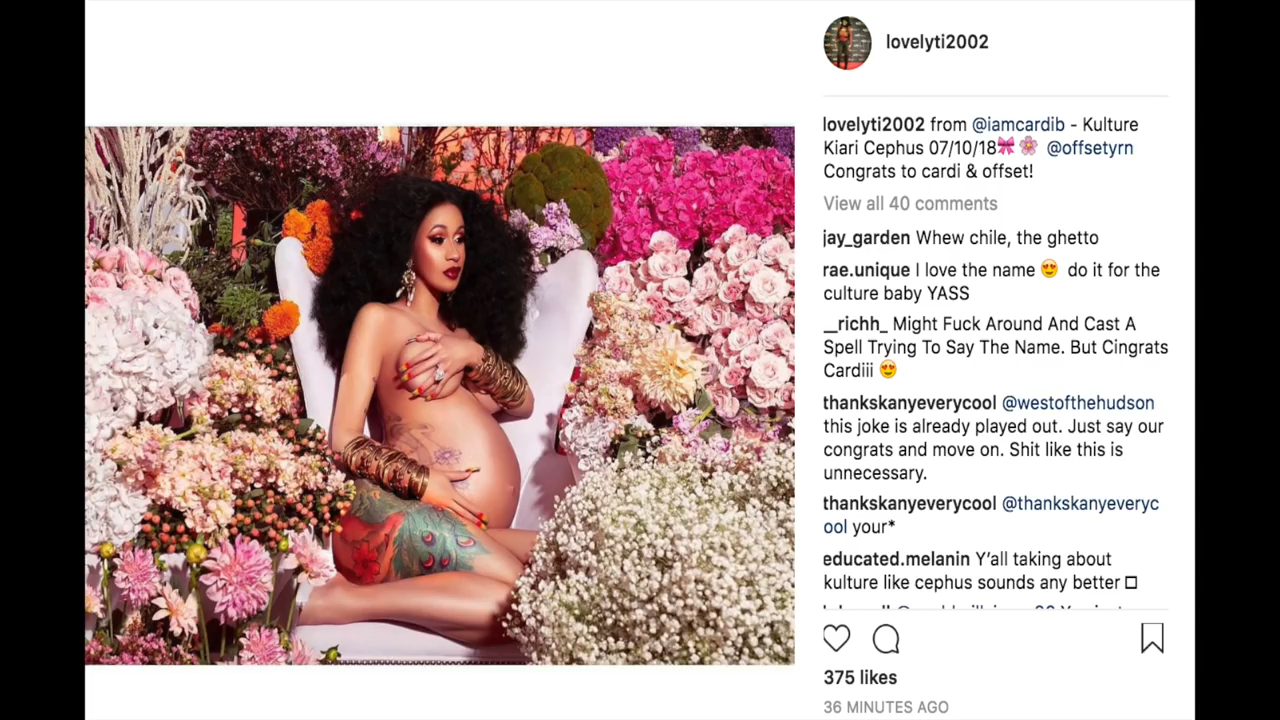 lovelyti2002
lovelyti2002 from @iamcardib - Kulture
Kiari Cephus 07/10/18🎀🌸 @offsetyrn
Congrats to cardi & offset!
View all 40 comments
jay_garden Whew chile, the ghetto
rae.unique I love the name 😍 do it for the
culture baby YASS
__richh_ Might Fuck Around And Cast A
Spell Trying To Say The Name. But Cingrats
Cardiii 😍
thankskanyeverycool @westofthehudson
this joke is already played out. Just say our
congrats and move on. Shit like this is
unnecessary.
thankskanyeverycool @thankskanyeveryc
ool your*
educated.melanin Y'all taking about
kulture like cephus sounds any better □
375 likes
36 MINUTES AGO